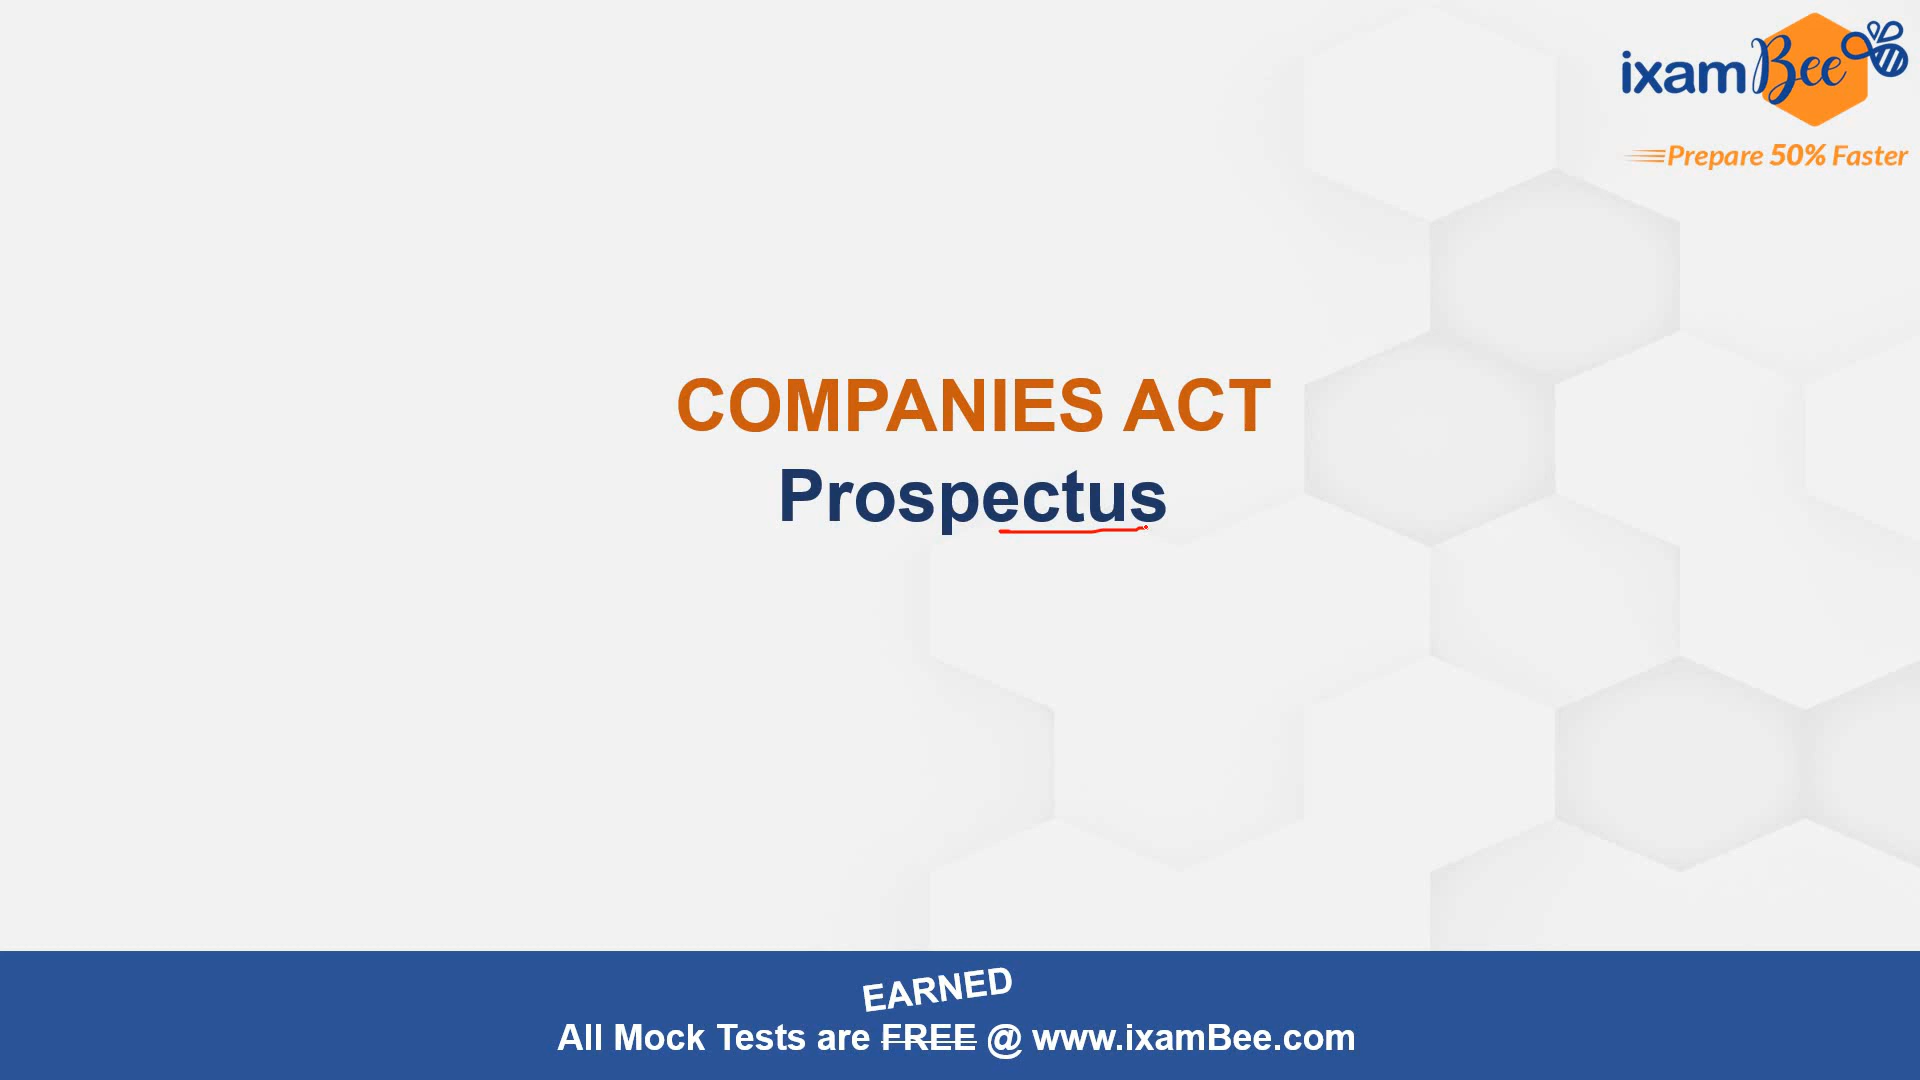 ixamBee
Prepare 50% Faster
COMPANIES ACT
Prospectus
EARNED
All Mock Tests are FREE @ www.ixamBee.com